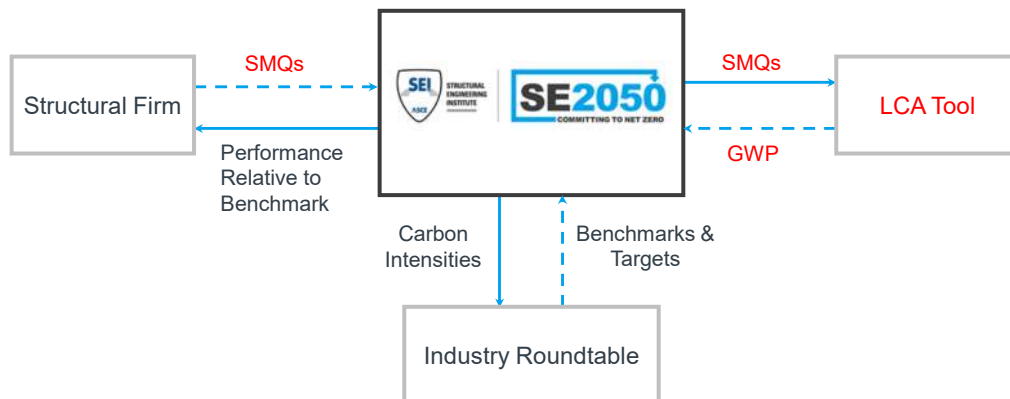 SMQs
Structural Firm
Performance
Relative to
Benchmark
SEI
ASCE
STRUCTURAL
ENGINEERING
INSTITUTE
SE2050
COMMITTING TO NET ZERO
SMQs
LCA Tool
GWP
Carbon
Intensities
Benchmarks &
Targets
Industry Roundtable